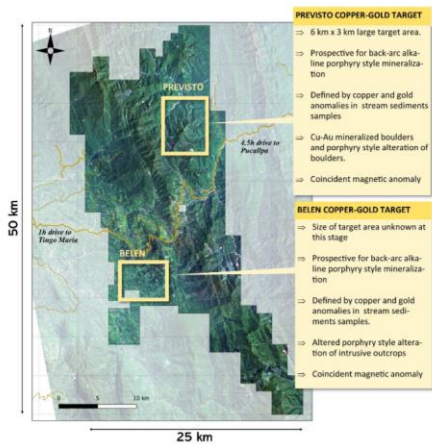 PREVISTO COPPER-GOLD TARGET
⇒ 6 km x 3 km large target area.
⇒ Prospective for back-arc alka-
line porphyry style mineraliza-
tion
⇒ Defined by copper and gold
anomalies in stream sediments
samples
⇒ Cu-Au mineralized boulders
and porphyry style alteration of
boulders.
⇒ Coincident magnetic anomaly
N
PREVISTO
4.5h drive to
Pucallpa
50 km
1h drive to
Tingo Maria
BELEN
BELEN COPPER-GOLD TARGET
⇒ Size of target area unknown at
this stage
⇒ Prospective for back-arc alka-
line porphyry style mineraliza-
tion
⇒ Defined by copper and gold
anomalies in stream sedi-
ments samples.
⇒ Altered porphyry style altera-
tion of intrusive outcrops
⇒ Coincident magnetic anomaly
0 5 10 km
25 km